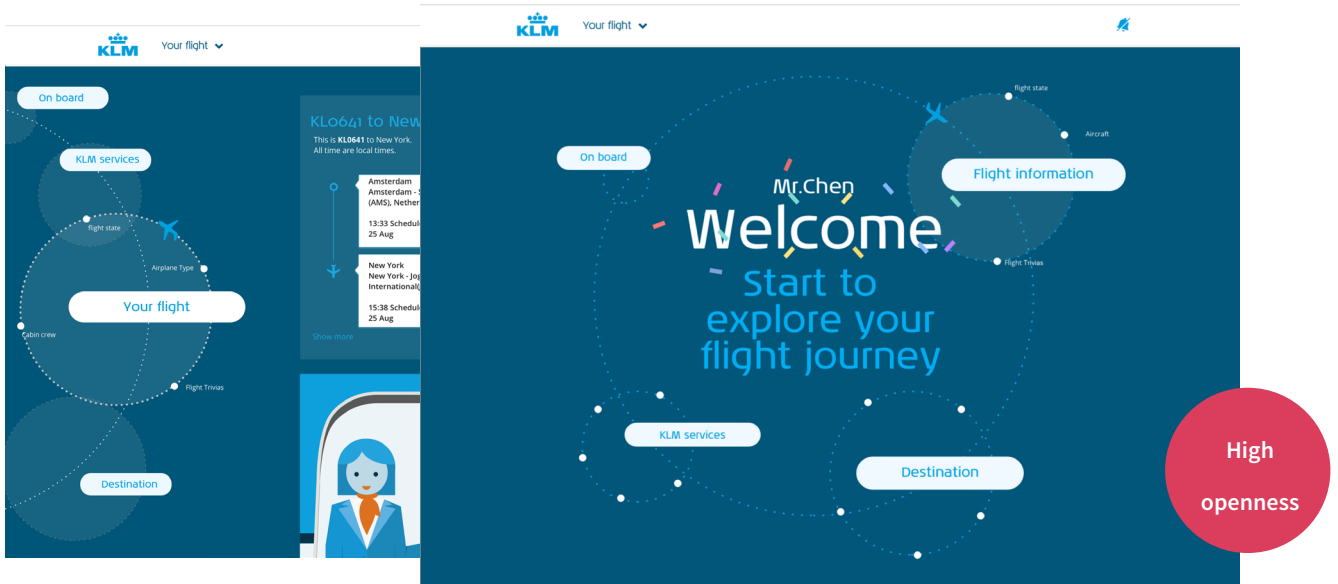 KLM
Your flight
On board
KLM services
flight state
Airplane Type
Your flight
Cabin crew
Flight Trivias
Destination
KL0641 to New
This is KL0641 to New York.
All time are local times.
Amsterdam
Amsterdam - S
(AMS), Nether
13:33 Schedul
25 Aug
New York
New York - Jog
International(
15:38 Schedul
25 Aug
Show more
KLM
Your flight
flight state
Aircraft
On board
Flight information
Mr.Chen
Welcome
Flight Trivias
Start to
explore your
flight journey
KLM services
Destination
High
openness